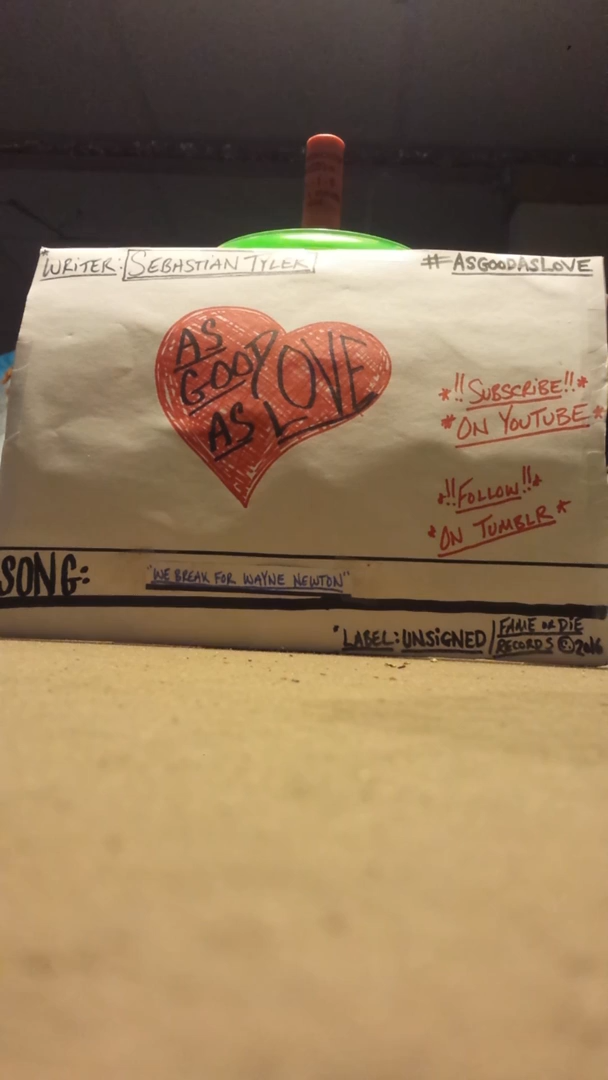 *WRITER: SEBASTIAN TYLER
#ASGOODASLOVE
AS
GOOD
AS LOVE
*!!SUBSCRIBE!!*
*ON YOUTUBE*
*!!FOLLOW!!*
*ON TUMBLR*
SONG: "WE BREAK FOR WAYNE NEWTON"
*LABEL: UNSIGNED/FAME OR DIE
RECORDS © 2016